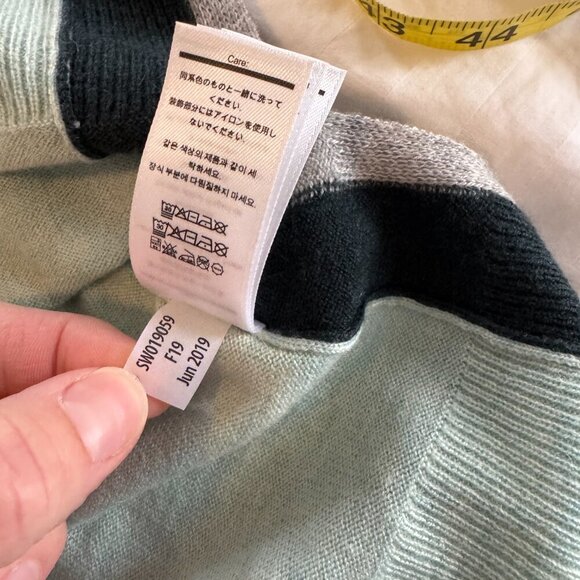 Care:
同系色のものと一緒に洗って
ください。
装飾部分にはアイロンを使用し
ないでください。
같은 색상의 제품과 같이 세
탁하세요.
장식 부분에 다림질하지 마세요.
SW019059
F19
Jun 2019
3
44